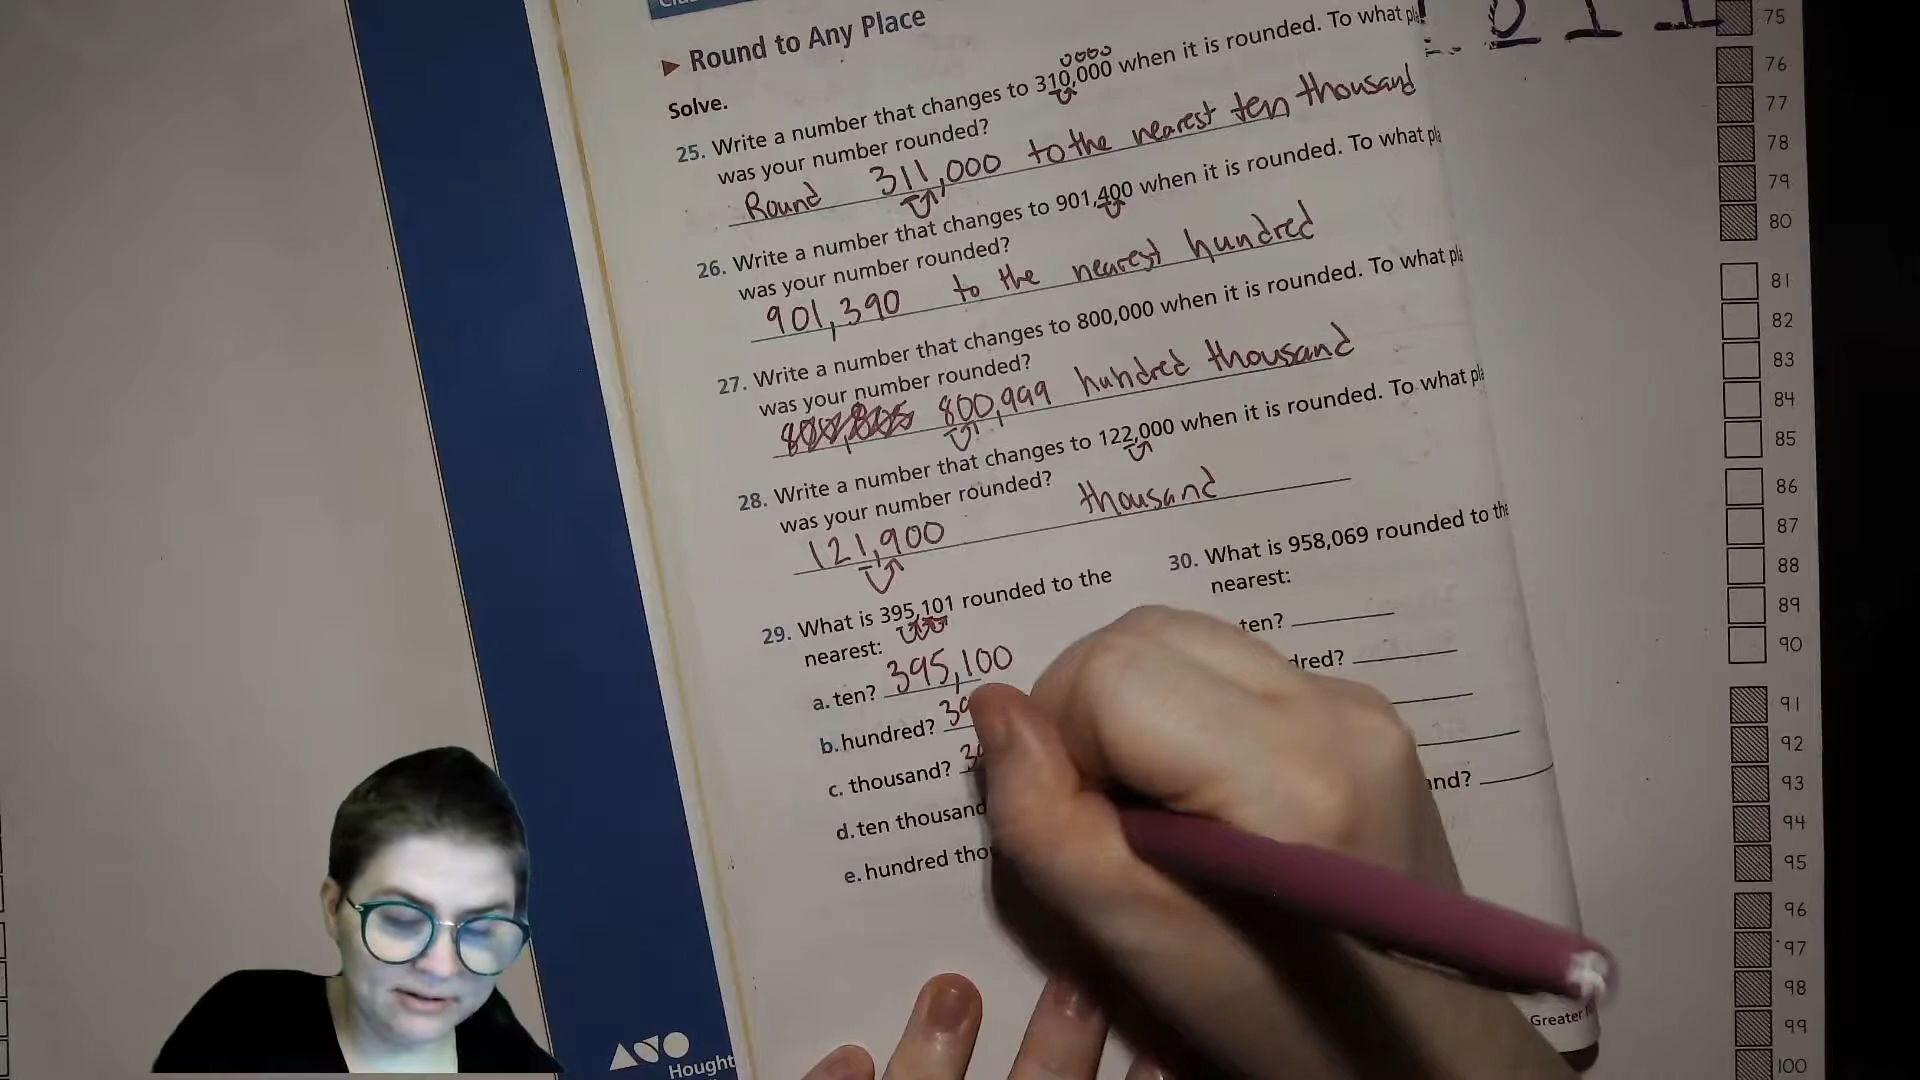 Round to Any Place
Solve.
25. Write a number that changes to 310,000 when it is rounded. To what
was your number rounded?
Round 311,000 to the nearest ten thousand
26. Write a number that changes to 901,400 when it is rounded. To what
was your number rounded?
901,390 to the nearest hundred
27. Write a number that changes to 800,000 when it is rounded. To what
was your number rounded?
800,999 hundred thousand
28. Write a number that changes to 122,000 when it is rounded. To what
was your number rounded?
121,900 thousand
29. What is 395,101 rounded to the
nearest:
a. ten? 395,100
b. hundred? 39
c. thousand? 39
d. ten thousand
e. hundred
30. What is 958,069 rounded to the
nearest:
ten?
Hought
Greater
75
76
77
78
79
80
81
82
83
84
85
86
87
88
89
90
91
92
93
94
95
96
97
98
99
100